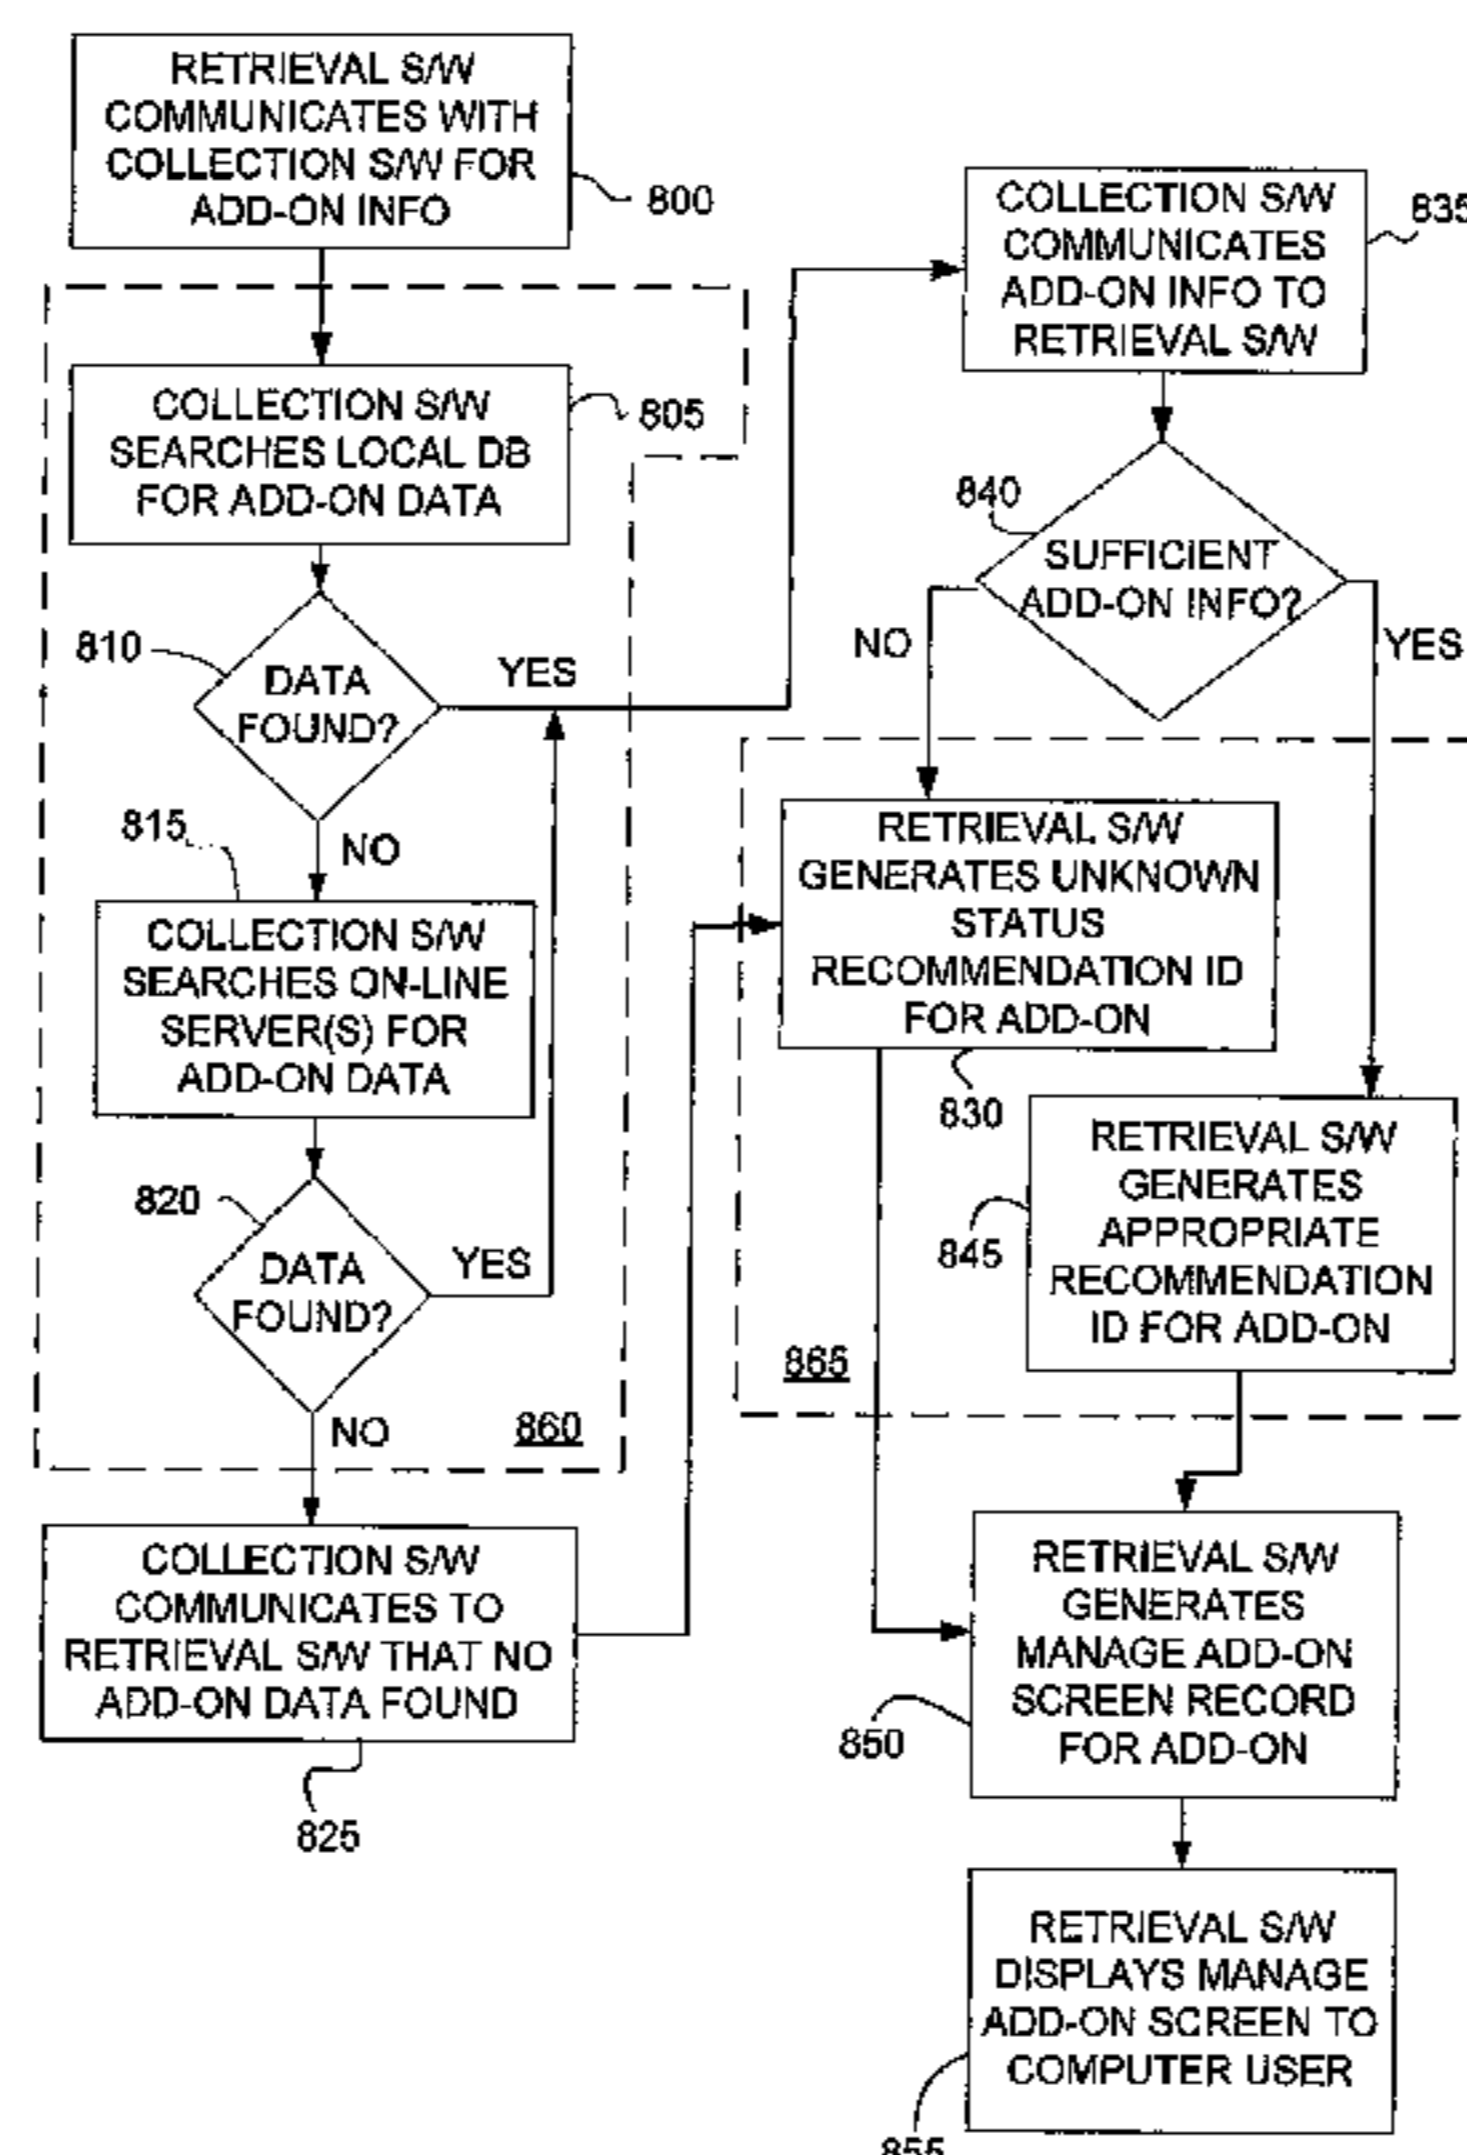 RETRIEVAL S/W
COMMUNICATES WITH
COLLECTION S/W FOR
ADD-ON INFO
800
COLLECTION S/W
SEARCHES LOCAL DB
FOR ADD-ON DATA
805
810
DATA
FOUND?
YES
NO
815
COLLECTION S/W
SEARCHES ON-LINE
SERVER(S) FOR
ADD-ON DATA
820
DATA
FOUND?
YES
NO
860
COLLECTION S/W
COMMUNICATES TO
RETRIEVAL S/W THAT NO
ADD-ON DATA FOUND
825
COLLECTION S/W
COMMUNICATES
ADD-ON INFO TO
RETRIEVAL S/W
835
840
SUFFICIENT
ADD-ON INFO?
NO
YES
RETRIEVAL S/W
GENERATES UNKNOWN
STATUS
RECOMMENDATION ID
FOR ADD-ON
830
RETRIEVAL S/W
GENERATES
APPROPRIATE
RECOMMENDATION
ID FOR ADD-ON
845
865
RETRIEVAL S/W
GENERATES
MANAGE ADD-ON
SCREEN RECORD
FOR ADD-ON
850
RETRIEVAL S/W
DISPLAYS MANAGE
ADD-ON SCREEN TO
COMPUTER USER
855